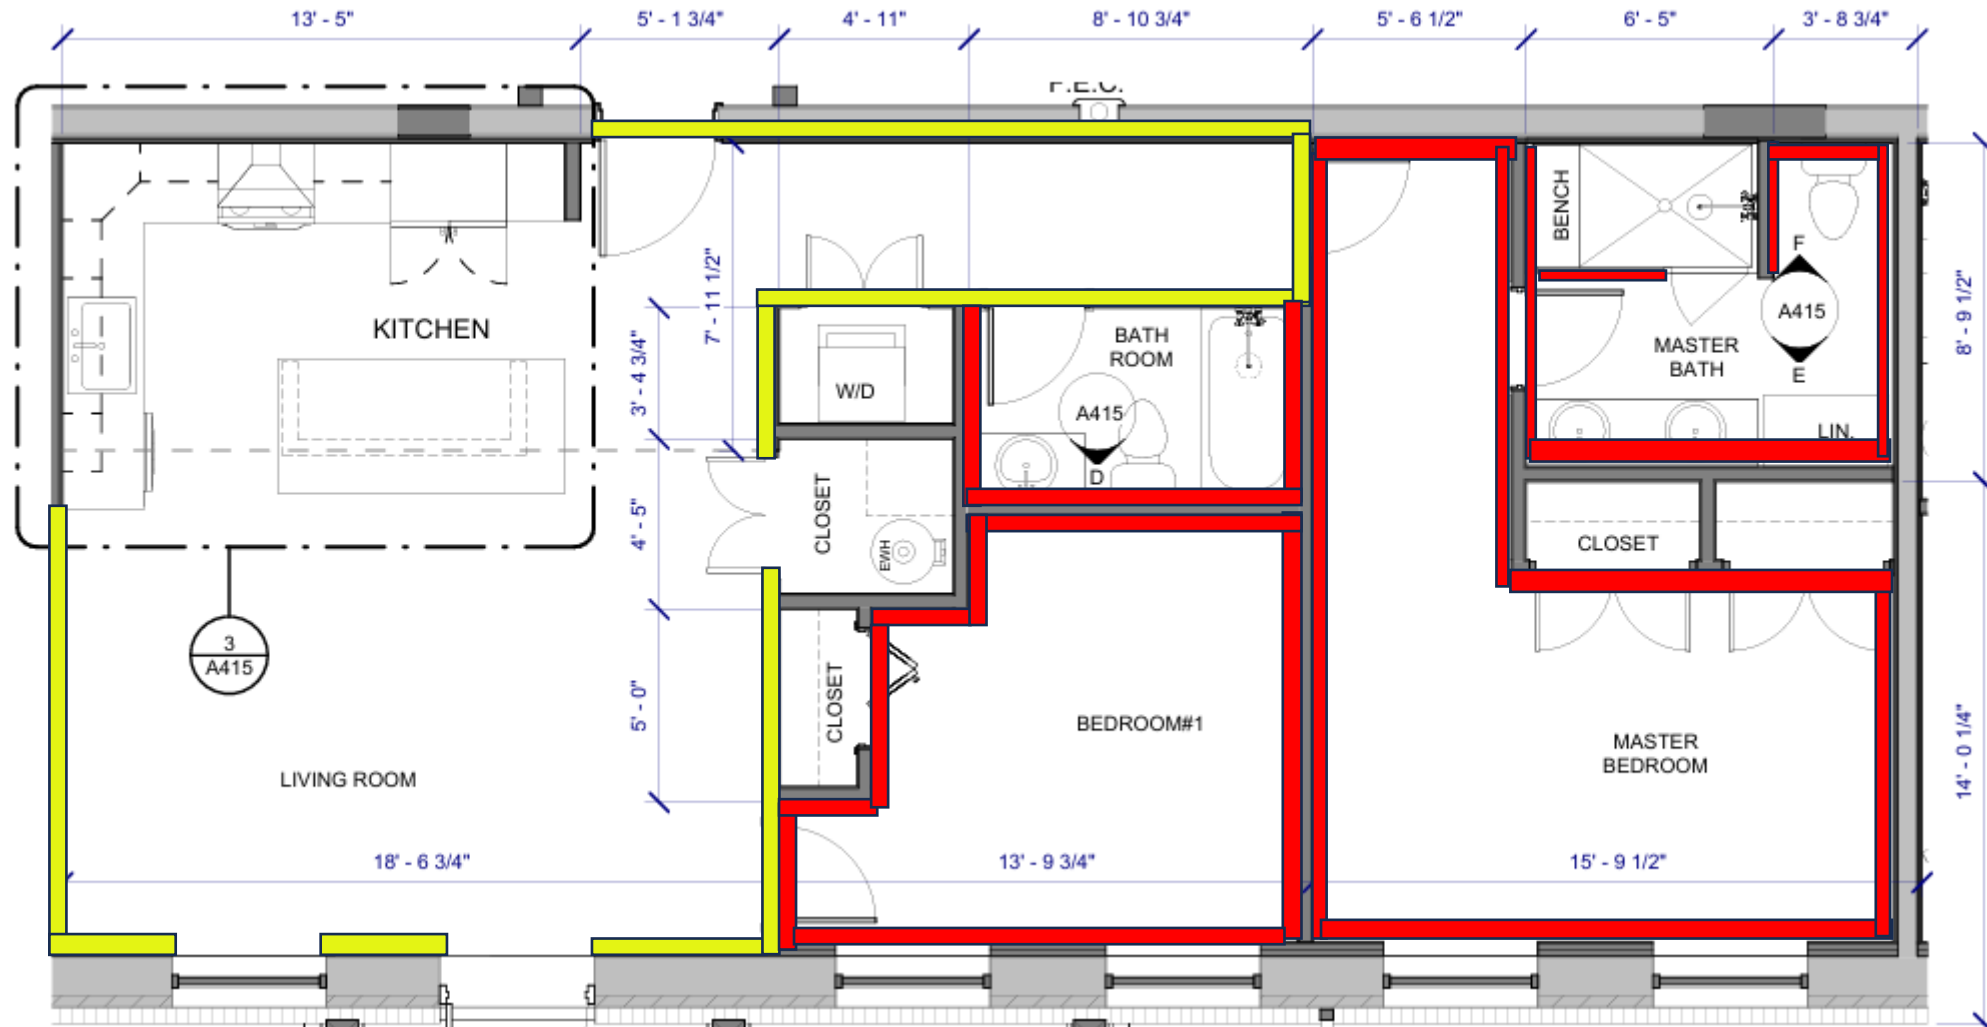 13' - 5"
5' - 1 3/4"
4' - 11"
8' - 10 3/4"
5' - 6 1/2"
6' - 5"
3' - 8 3/4"
F.E.C.
BENCH
F
A415
E
7' - 11 1/2"
8' - 9 1/2"
KITCHEN
BATH
ROOM
MASTER
BATH
3' - 4 3/4"
W/D
A415
D
LIN.
CLOSET
EWH
4' - 5"
CLOSET
3
A415
CLOSET
5' - 0"
BEDROOM#1
MASTER
BEDROOM
14' - 0 1/4"
LIVING ROOM
18' - 6 3/4"
13' - 9 3/4"
15' - 9 1/2"